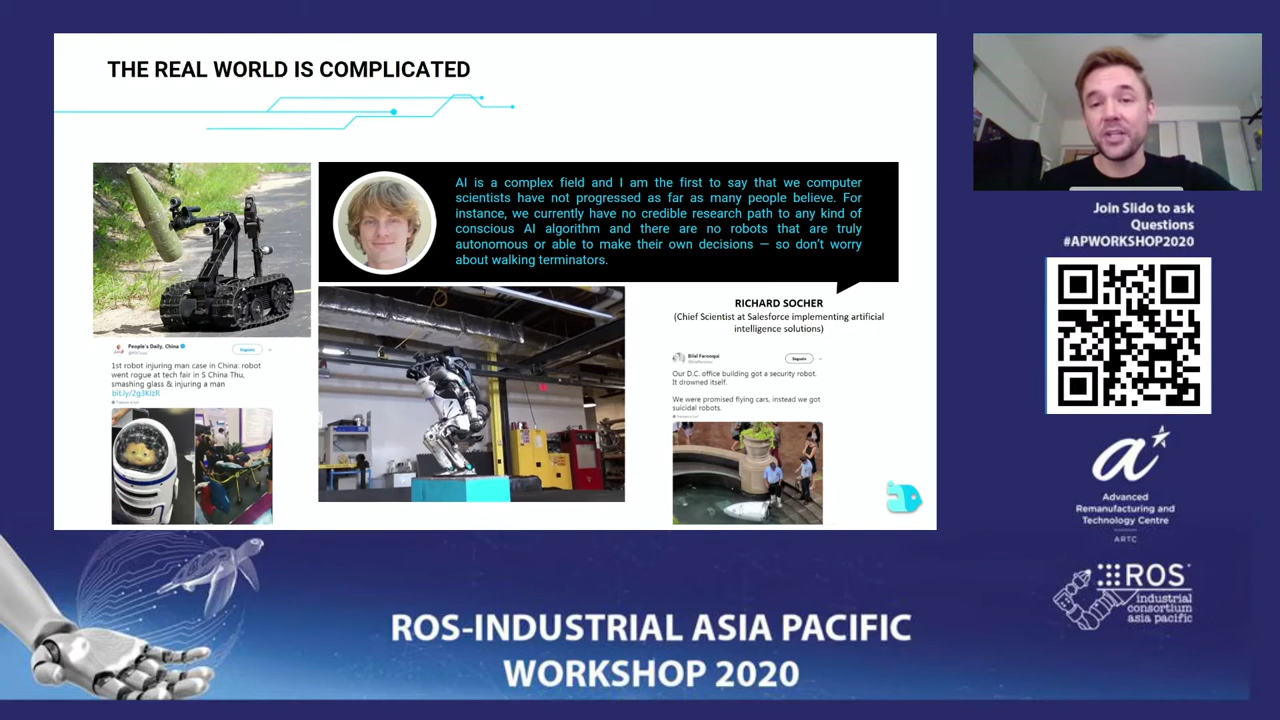 THE REAL WORLD IS COMPLICATED
AI is a complex field and I am the first to say that we computer
scientists have not progressed as far as many people believe. For
instance, we currently have no credible research path to any kind of
conscious AI algorithm and there are no robots that are truly
autonomous or able to make their own decisions — so don't worry
about walking terminators.
RICHARD SOCHER
(Chief Scientist at Salesforce implementing artificial
intelligence solutions)
People's Daily, China
1st robot injuring man case in China: robot
went rogue at tech fair in S China Thu,
smashing glass & injuring a man
bit.ly/2g3KIzR
Bilal Farooqui
Our D.C. office building got a security robot.
It drowned itself.
We were promised flying cars, instead we got
suicidal robots.
Join Slido to ask
Questions
#APWORKSHOP2020
a
Advanced
Remanufacturing and
Technology Centre
ARTC
ROS
industrial
consortium
asia pacific
ROS-INDUSTRIAL ASIA PACIFIC
WORKSHOP 2020